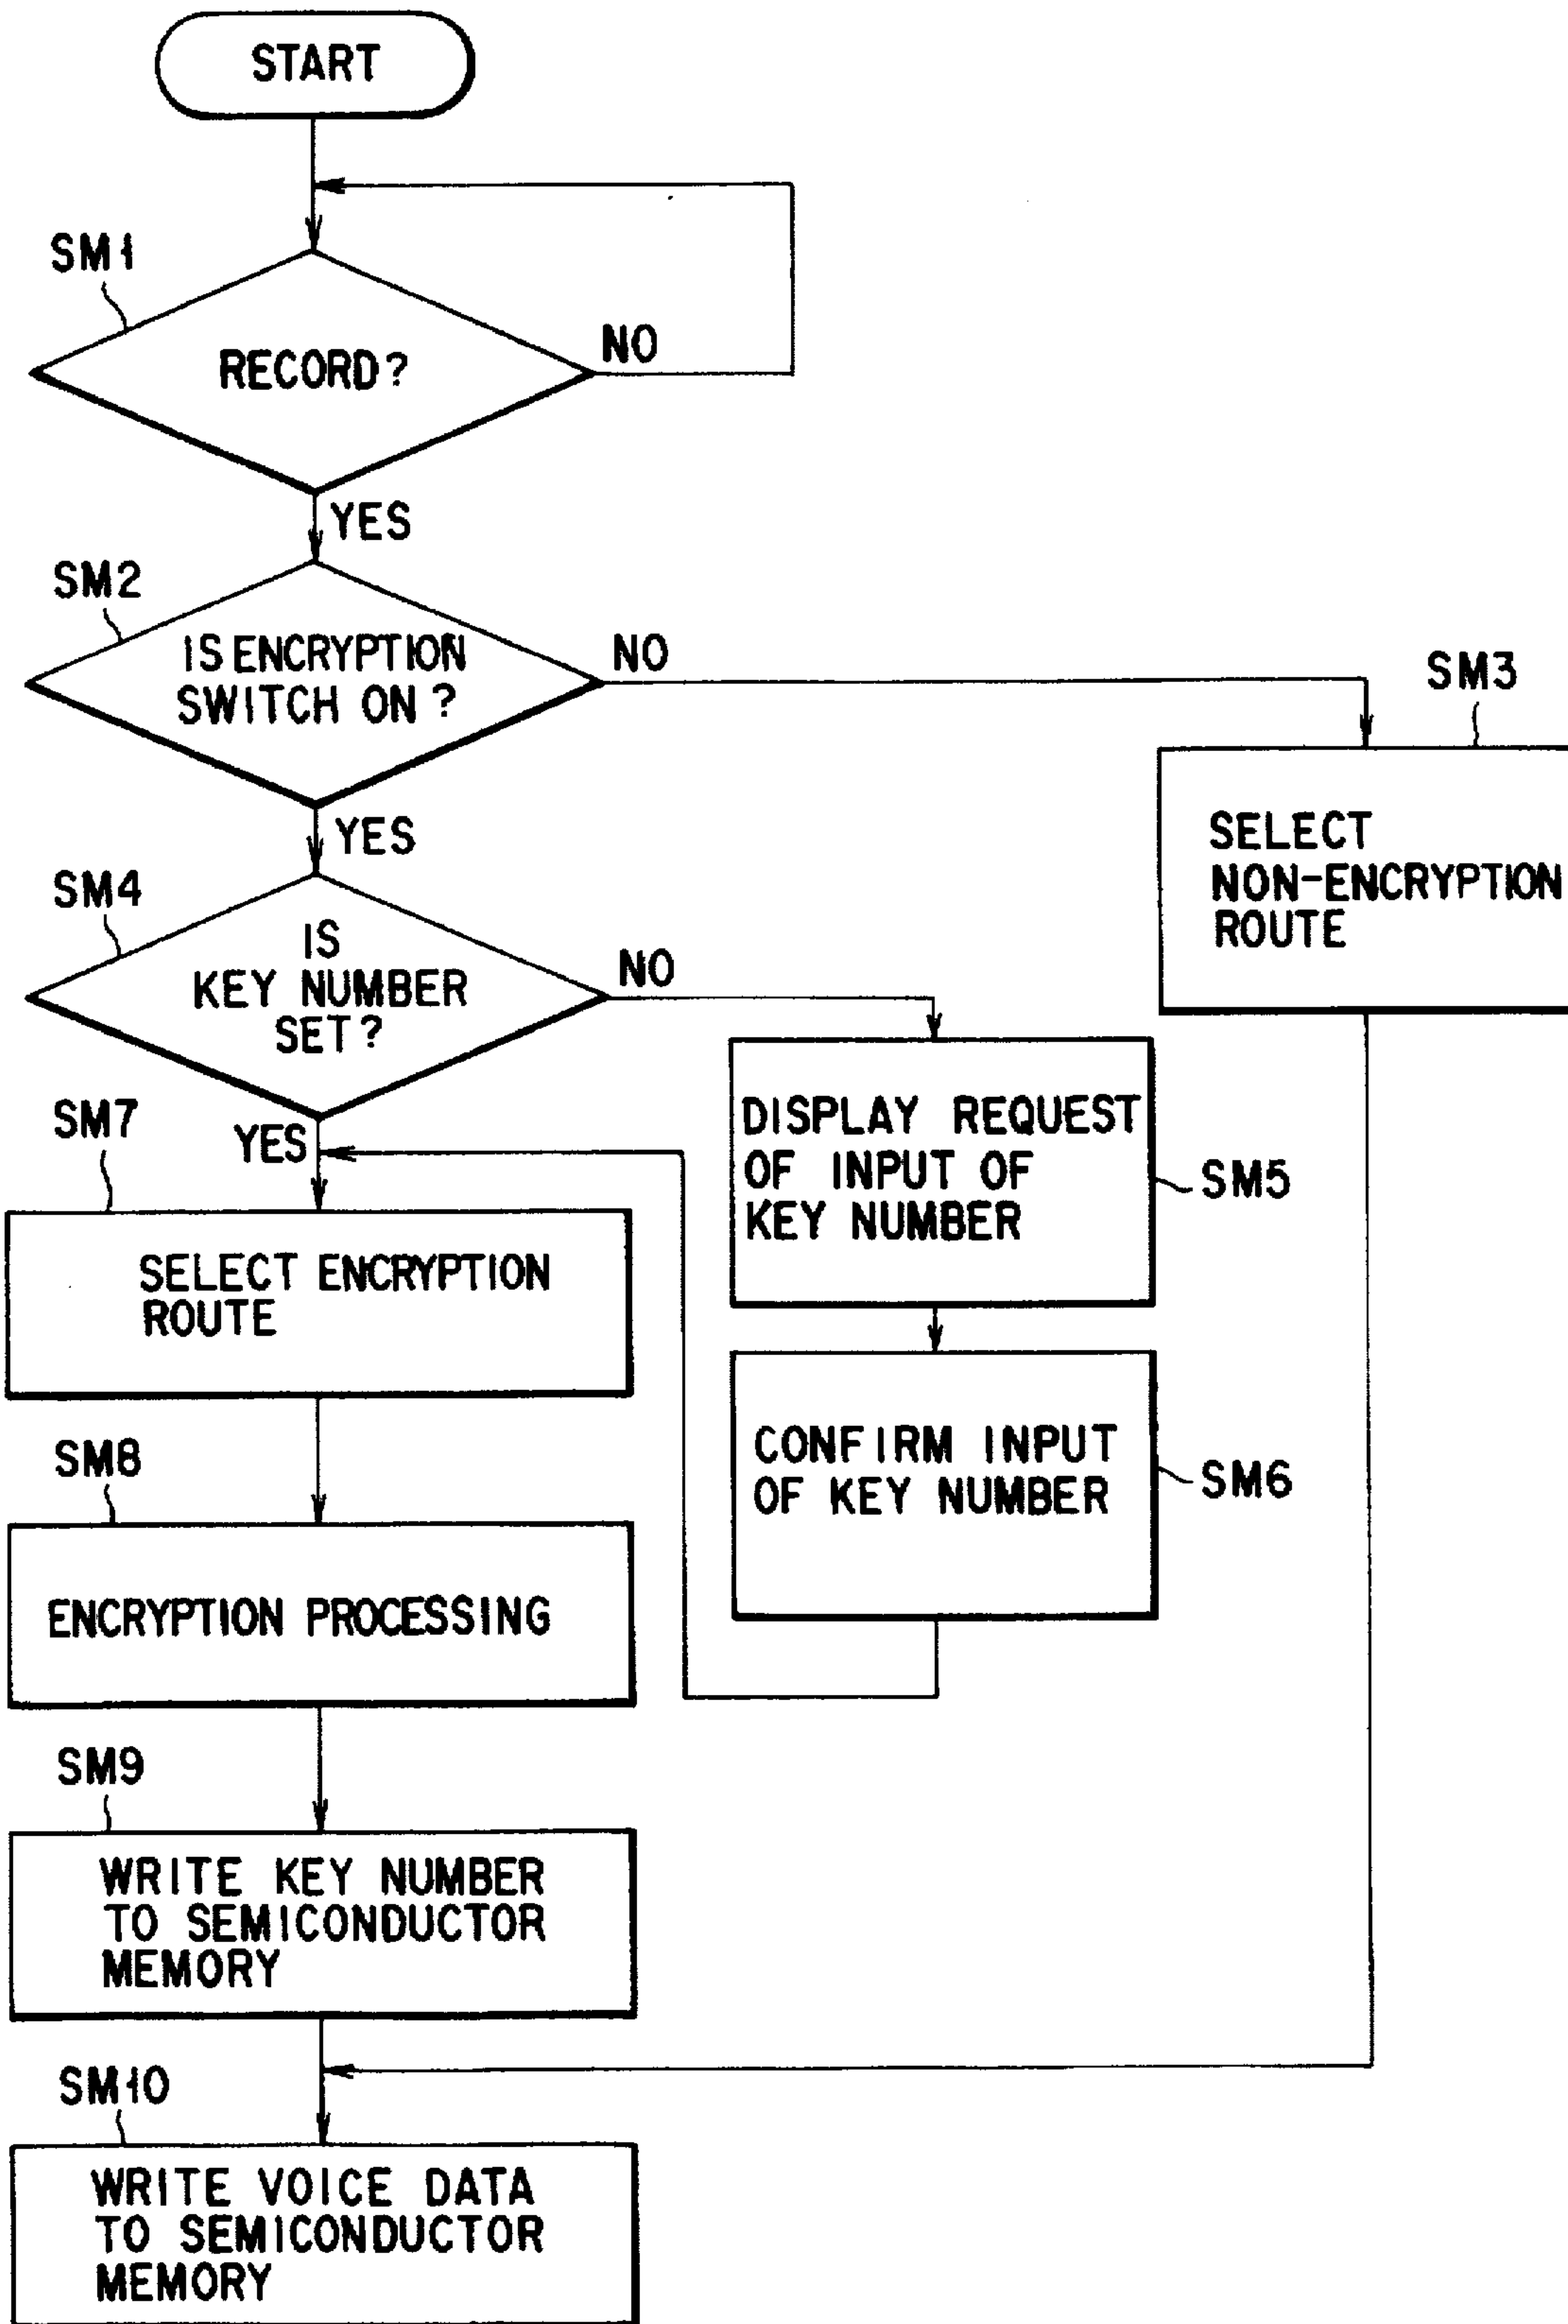 START
SM1
RECORD?
NO
YES
SM2
IS ENCRYPTION
SWITCH ON?
NO
SM3
SELECT
NON-ENCRYPTION
ROUTE
YES
SM4
IS
KEY NUMBER
SET?
NO
DISPLAY REQUEST
OF INPUT OF
KEY NUMBER
SM5
YES
SM7
SELECT ENCRYPTION
ROUTE
CONFIRM INPUT
OF KEY NUMBER
SM6
SM8
ENCRYPTION PROCESSING
SM9
WRITE KEY NUMBER
TO SEMICONDUCTOR
MEMORY
SM10
WRITE VOICE DATA
TO SEMICONDUCTOR
MEMORY